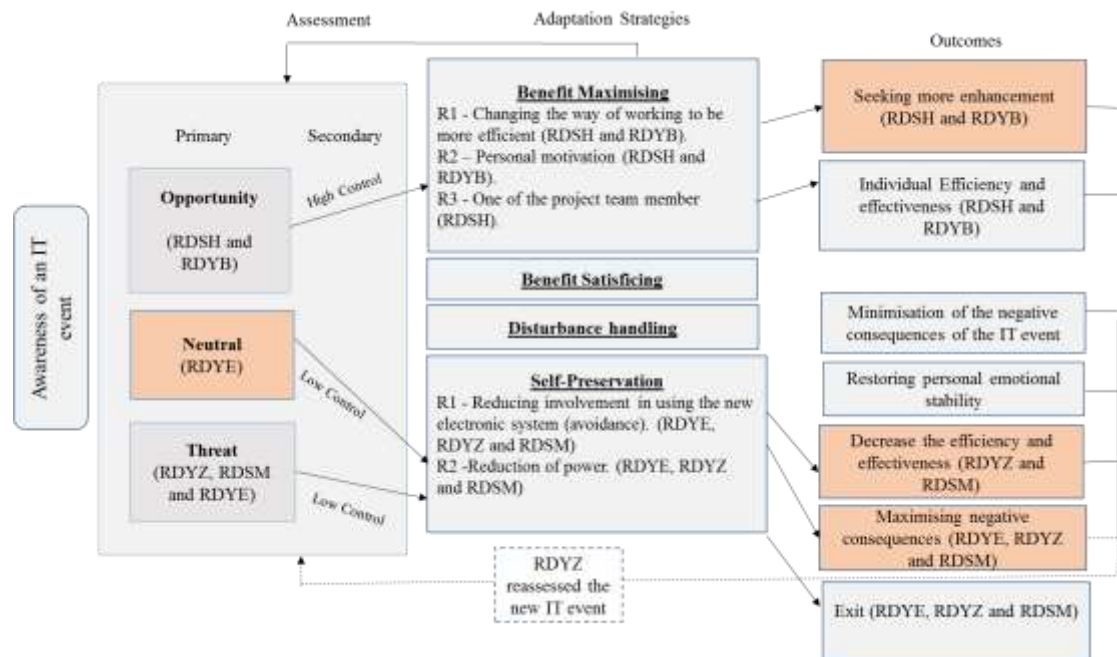 Assessment
Adaptation Strategies
Outcomes
Awareness of an IT
event
Primary
Secondary
Opportunity
(RDSH and
RDYB)
High Control
Neutral
(RDYE)
Low Control
Threat
(RDYZ, RDSM
and RDYE)
Low Control
Benefit Maximising
R1 - Changing the way of working to be
more efficient (RDSH and RDYB).
R2 – Personal motivation (RDSH and
RDYB).
R3 - One of the project team member
(RDSH).
Benefit Satisficing
Disturbance handling
Self-Preservation
R1 - Reducing involvement in using the new
electronic system (avoidance). (RDYE,
RDYZ and RDSM)
R2 -Reduction of power. (RDYE, RDYZ
and RDSM)
RDYZ
reassessed the
new IT event
Seeking more enhancement
(RDSH and RDYB)
Individual Efficiency and
effectiveness (RDSH and
RDYB)
Minimisation of the negative
consequences of the IT event
Restoring personal emotional
stability
Decrease the efficiency and
effectiveness (RDYZ and
RDSM)
Maximising negative
consequences (RDYE, RDYZ
and RDSM)
Exit (RDYE, RDYZ and RDSM)